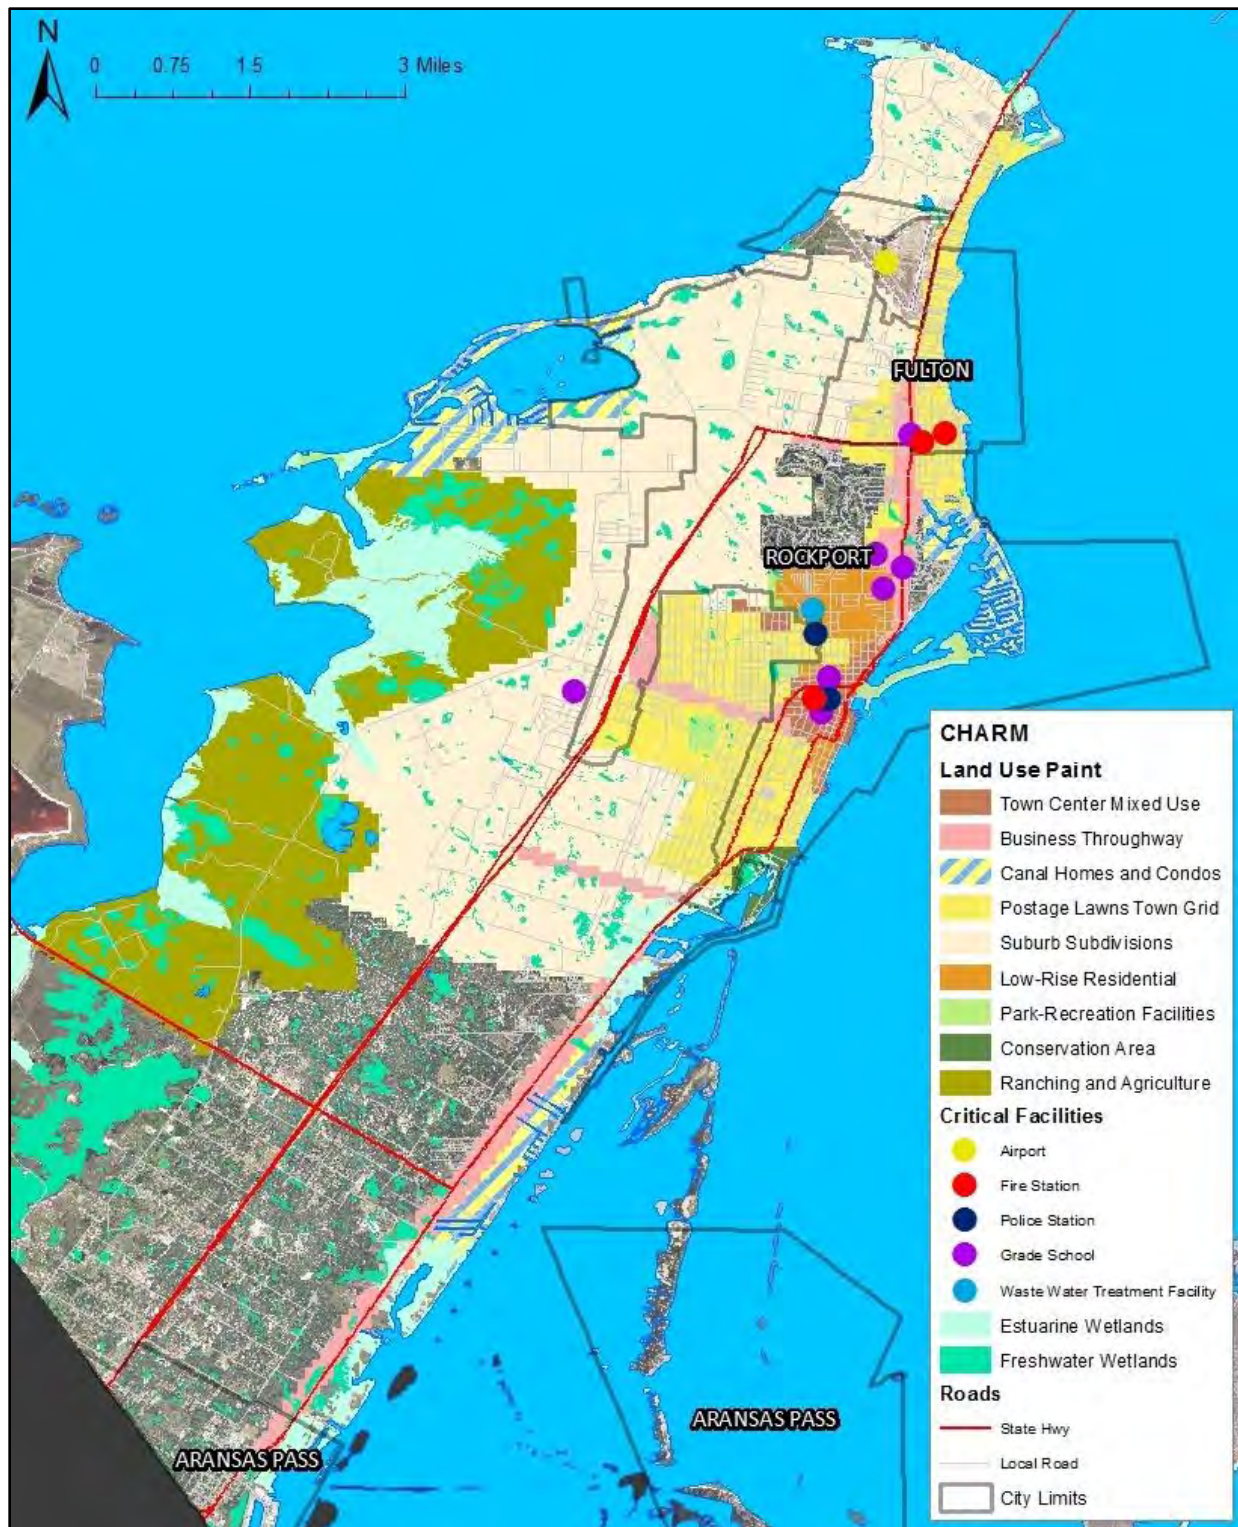 N
0 0.75 1.5 3 Miles
FULTON
ROCKPORT
CHARM
Land Use Paint
Town Center Mixed Use
Business Throughway
Canal Homes and Condos
Postage Lawns Town Grid
Suburb Subdivisions
Low-Rise Residential
Park-Recreation Facilities
Conservation Area
Ranching and Agriculture
Critical Facilities
Airport
Fire Station
Police Station
Grade School
Waste Water Treatment Facility
Estuarine Wetlands
Freshwater Wetlands
Roads
State Hwy
Local Road
City Limits
ARANSAS PASS
ARANSAS PASS